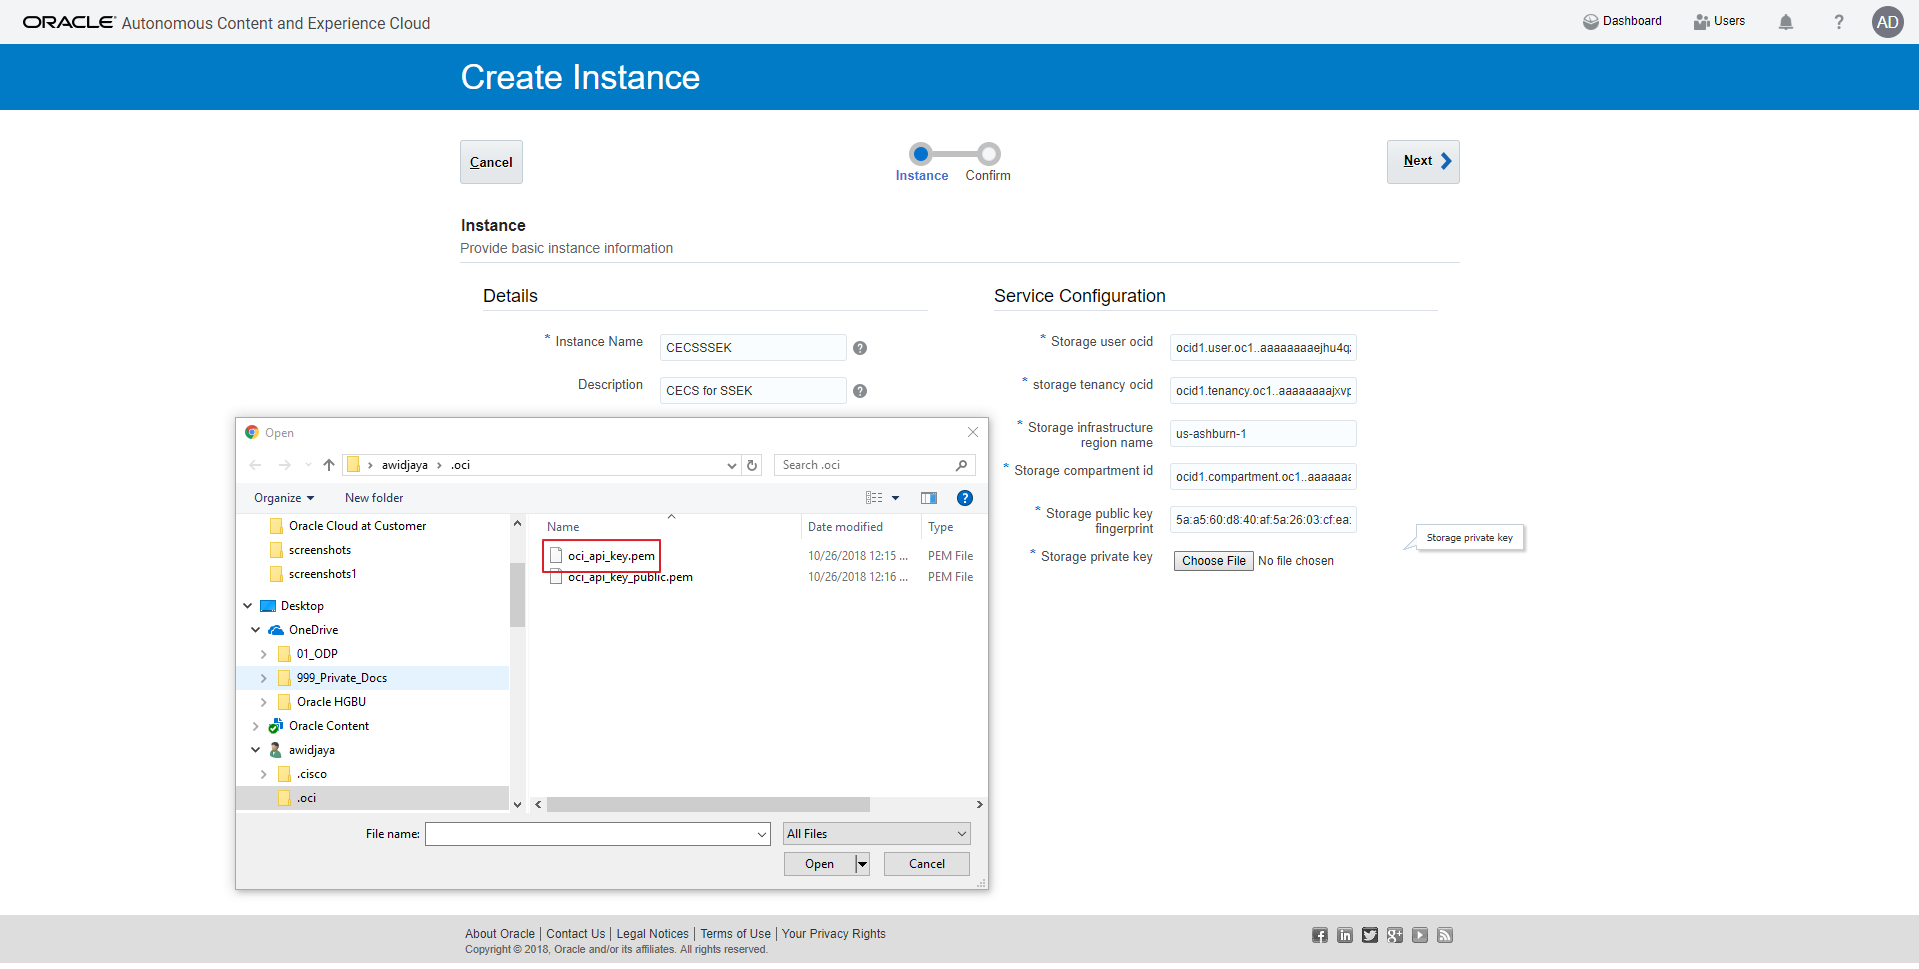 ORACLE Autonomous Content and Experience Cloud
Dashboard
Users
?
AD
Create Instance
Cancel
Instance
Confirm
Next
Instance
Provide basic instance information
Details
* Instance Name
CECSSSEK
?
Description
CECS for SSEK
?
Service Configuration
* Storage user ocid
ocid1.user.oc1..aaaaaaaaejhu4q
* storage tenancy ocid
ocid1.tenancy.oc1..aaaaaaaajxvp
* Storage infrastructure
region name
us-ashburn-1
* Storage compartment id
ocid1.compartment.oc1..aaaaaaa
* Storage public key
fingerprint
5a:a5:60:d8:40:af:5a:26:03:cf:ea:
* Storage private key
Choose File No file chosen
Storage private key
Open
awidjaya › .oci
Search .oci
Organize
New folder
?
Oracle Cloud at Customer
screenshots
screenshots1
Desktop
OneDrive
01_ODP
999_Private_Docs
Oracle HGBU
Oracle Content
awidjaya
.cisco
.oci
Name
Date modified
Type
oci_api_key.pem
10/26/2018 12:15 ...
PEM File
oci_api_key_public.pem
10/26/2018 12:16 ...
PEM File
File name:
All Files
Open
Cancel
About Oracle | Contact Us | Legal Notices | Terms of Use | Your Privacy Rights
Copyright © 2018, Oracle and/or its affiliates. All rights reserved.